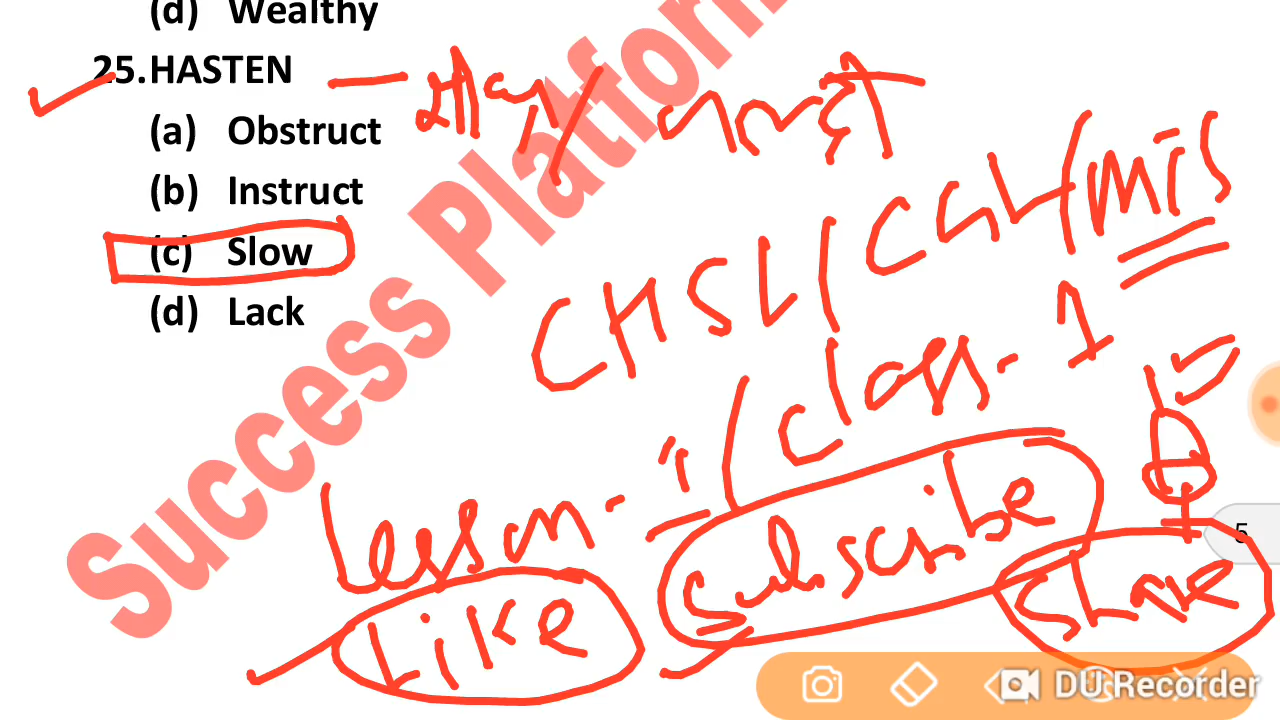 (d) Wealthy
25. HASTEN
(a) Obstruct
(b) Instruct
(c) Slow
(d) Lack
Success Platform
CHSL/CGL/MTS
Lesson-1/Class-1
Like Subscribe Share
5
DU Recorder